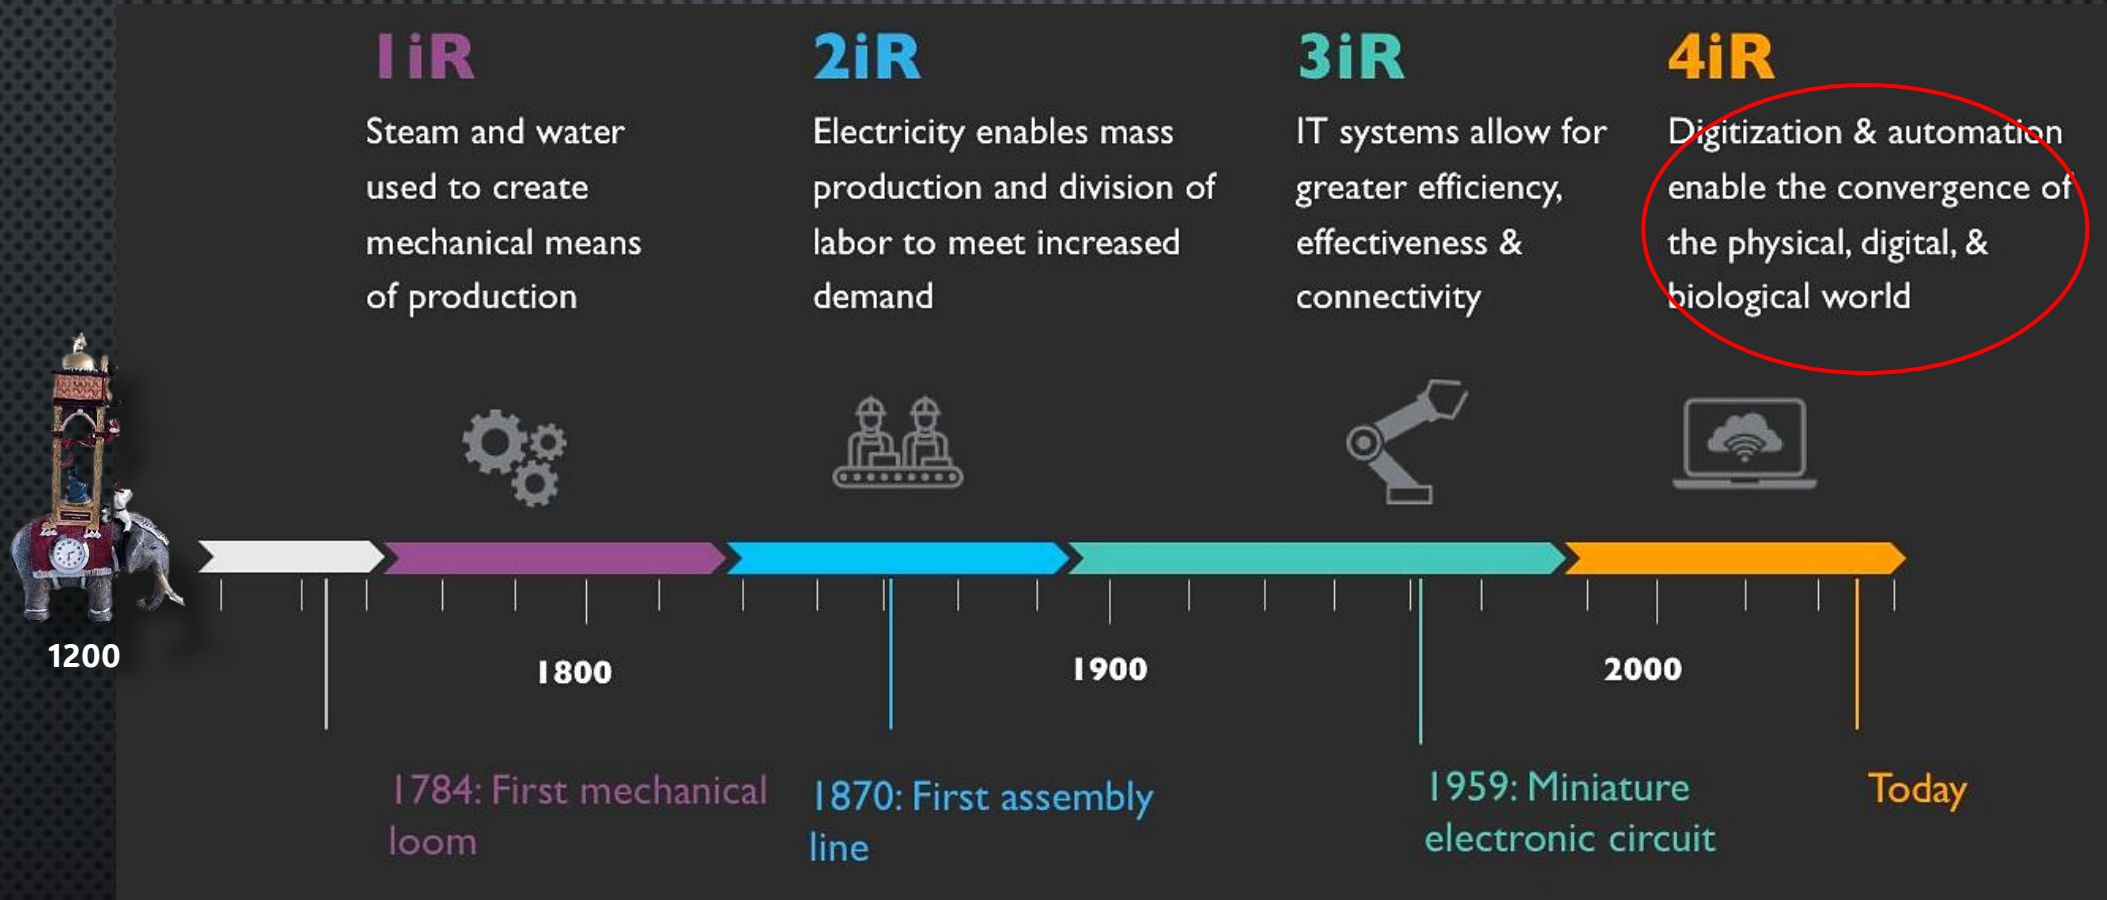 1iR
Steam and water
used to create
mechanical means
of production
2iR
Electricity enables mass
production and division of
labor to meet increased
demand
3iR
IT systems allow for
greater efficiency,
effectiveness &
connectivity
4iR
Digitization & automation
enable the convergence of
the physical, digital, &
biological world
1200
1800
1900
2000
1784: First mechanical
loom
1870: First assembly
line
1959: Miniature
electronic circuit
Today